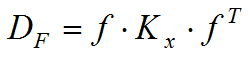 D_F = f · K_x · f^T